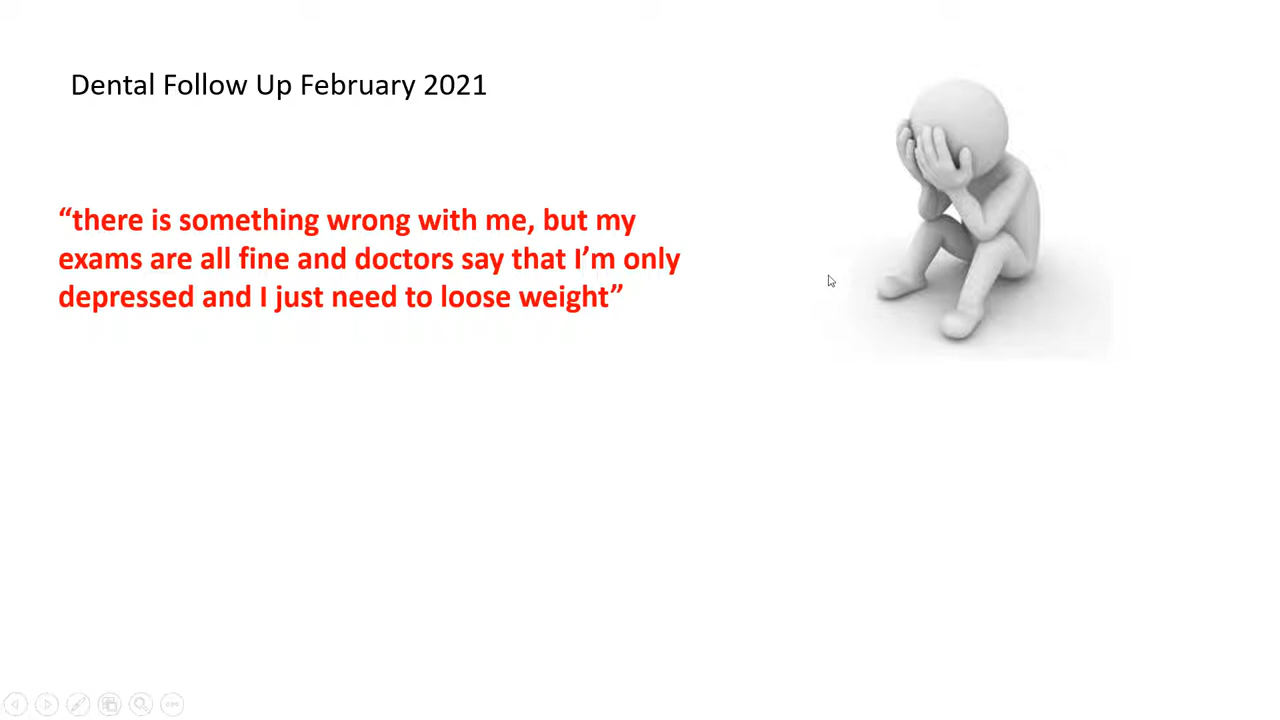 Dental Follow Up February 2021
“there is something wrong with me, but my
exams are all fine and doctors say that I’m only
depressed and I just need to loose weight”